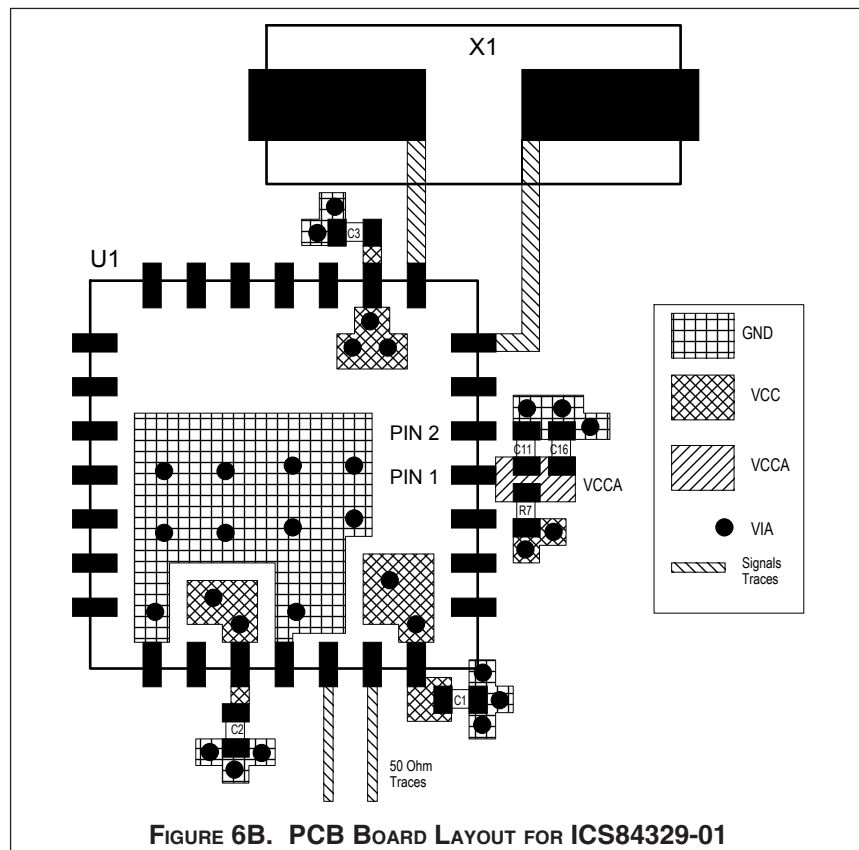 X1
C3
U1
GND
VCC
PIN 2
C11 C16
PIN 1
VCCA
VCCA
R7
VIA
Signals
Traces
C1
C2
50 Ohm
Traces
FIGURE 6B. PCB BOARD LAYOUT FOR ICS84329-01